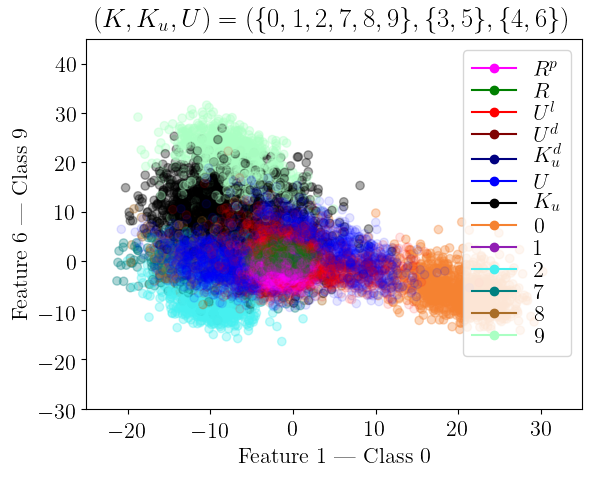 (K, K_u, U) = ({0, 1, 2, 7, 8, 9}, {3, 5}, {4, 6})
Feature 6 — Class 9
40
30
20
10
0
−10
−20
−30
−20
−10
0
10
20
30
Feature 1 — Class 0
R^p
R
U^l
U^d
K_u^d
U
K_u
0
1
2
7
8
9